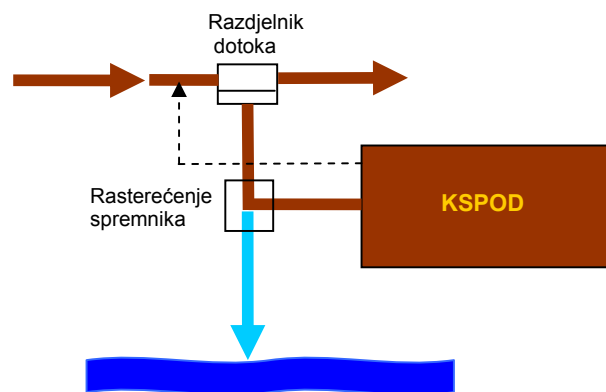 Razdjelnik
dotoka
Rasterećenje
spremnika
KSPOD